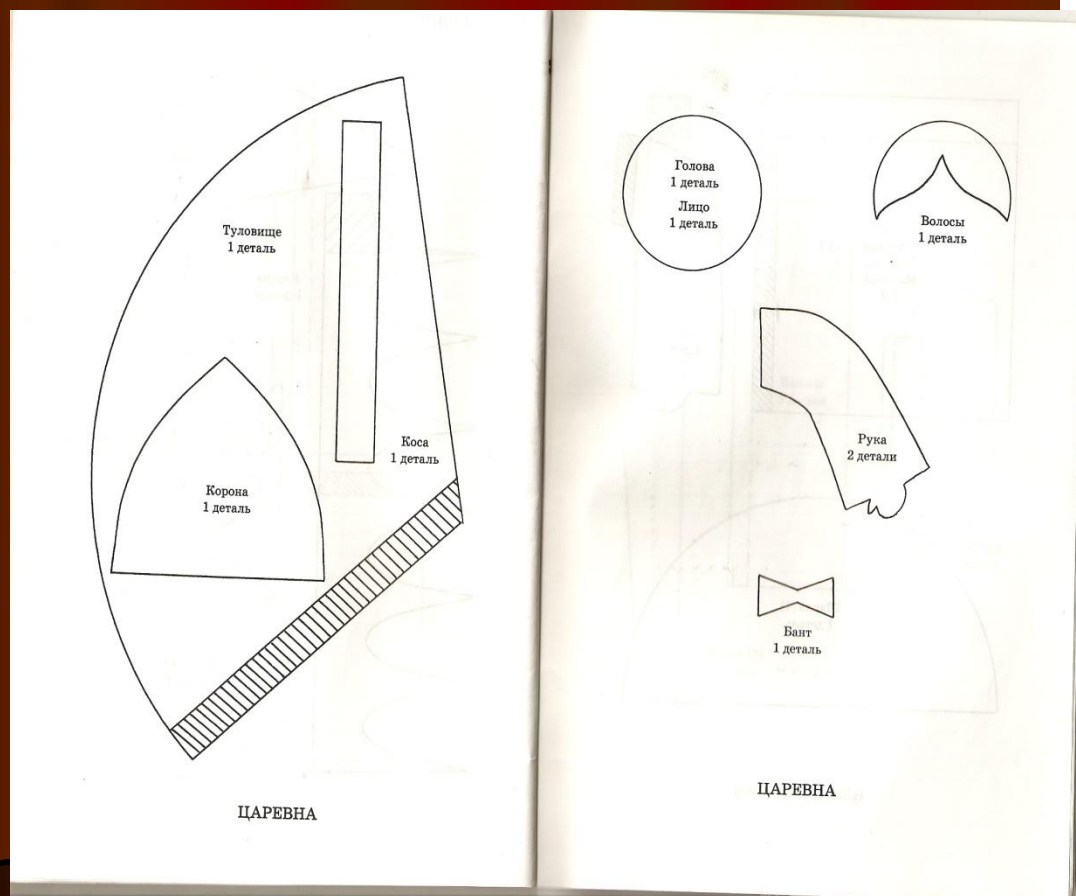 Туловище
1 деталь
Коса
1 деталь
Корона
1 деталь
ЦАРЕВНА
Голова
1 деталь
Лицо
1 деталь
Волосы
1 деталь
Рука
2 детали
Бант
1 деталь
ЦАРЕВНА